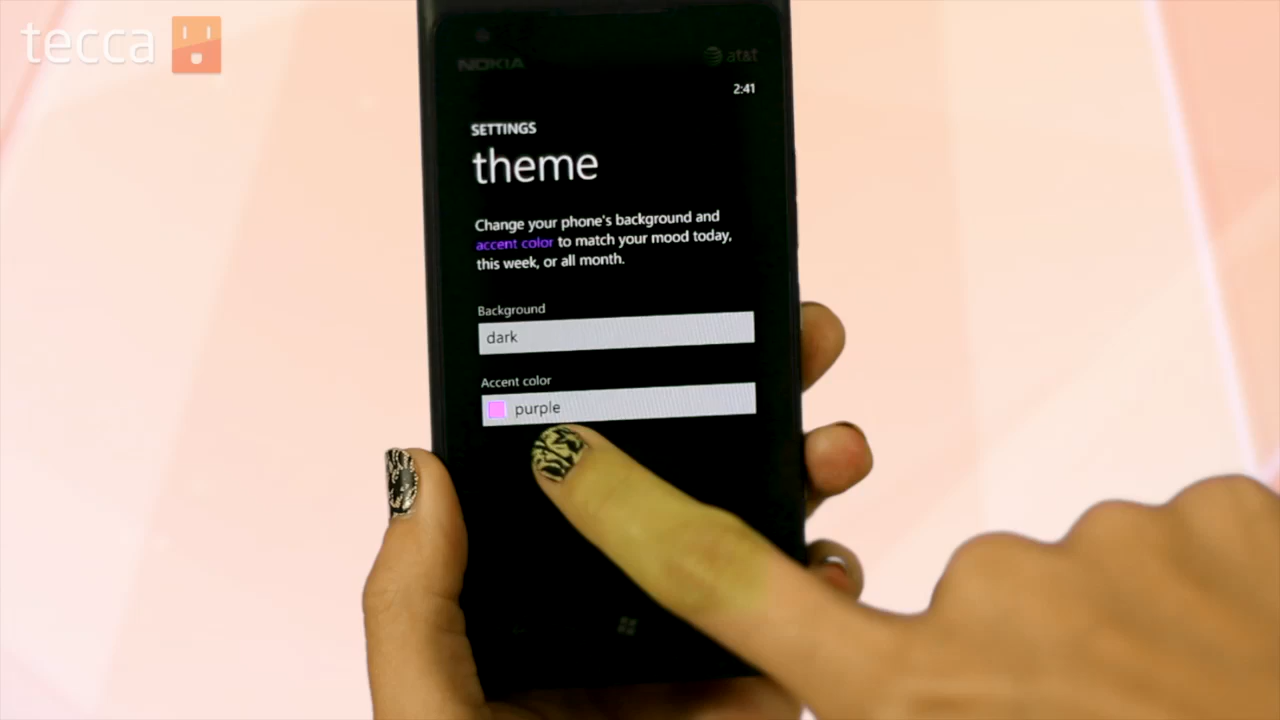 tecca
NOKIA
at&t
2:41
SETTINGS
theme
Change your phone's background and
accent color to match your mood today,
this week, or all month.
Background
dark
Accent color
purple